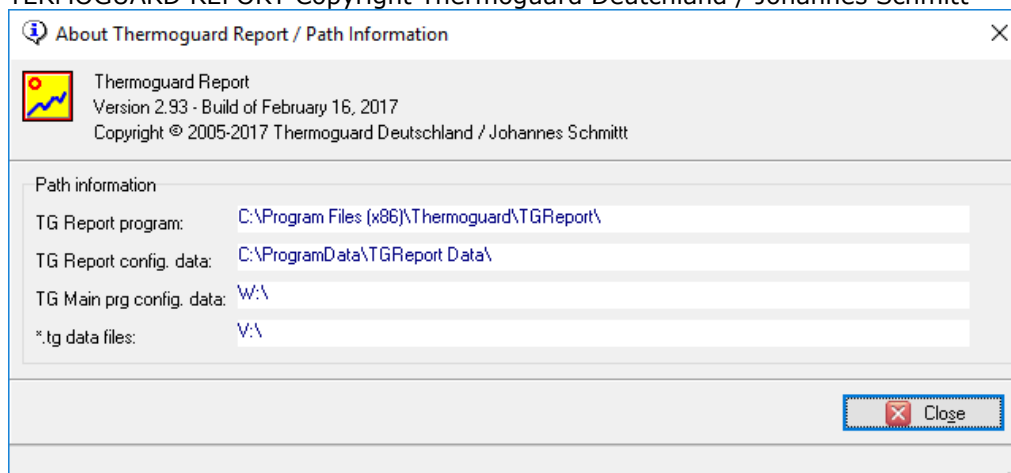 TERMOGUARD REPORT Copyright Thermoguard Deutchland / Johannes Schmitt
About Thermoguard Report / Path Information
Thermoguard Report
Version 2.93 - Build of February 16, 2017
Copyright © 2005-2017 Thermoguard Deutschland / Johannes Schmittt
Path information
TG Report program: C:\Program Files (x86)\Thermoguard\TGReport\
TG Report config. data: C:\ProgramData\TGReport Data\
TG Main prg config. data: W:\
*.tg data files: V:\
Close